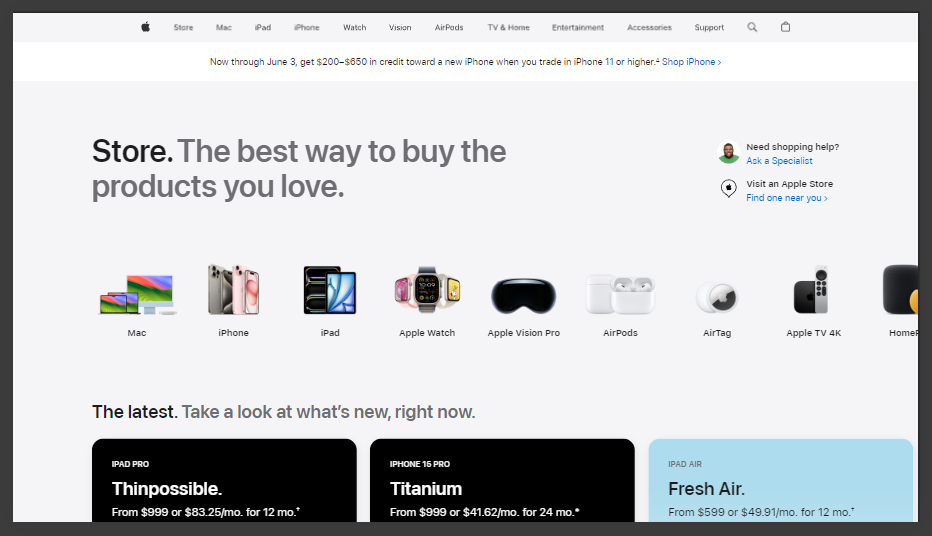 Store Mac iPad iPhone Watch Vision AirPods TV & Home Entertainment Accessories Support
Now through June 3, get $200–$650 in credit toward a new iPhone when you trade in iPhone 11 or higher.± Shop iPhone >
Store. The best way to buy the
products you love.
Need shopping help?
Ask a Specialist
Visit an Apple Store
Find one near you >
Mac iPhone iPad Apple Watch Apple Vision Pro AirPods AirTag Apple TV 4K HomeP
The latest. Take a look at what’s new, right now.
IPAD PRO
Thinpossible.
From $999 or $83.25/mo. for 12 mo.†
IPHONE 15 PRO
Titanium
From $999 or $41.62/mo. for 24 mo.*
IPAD AIR
Fresh Air.
From $599 or $49.91/mo. for 12 mo.†